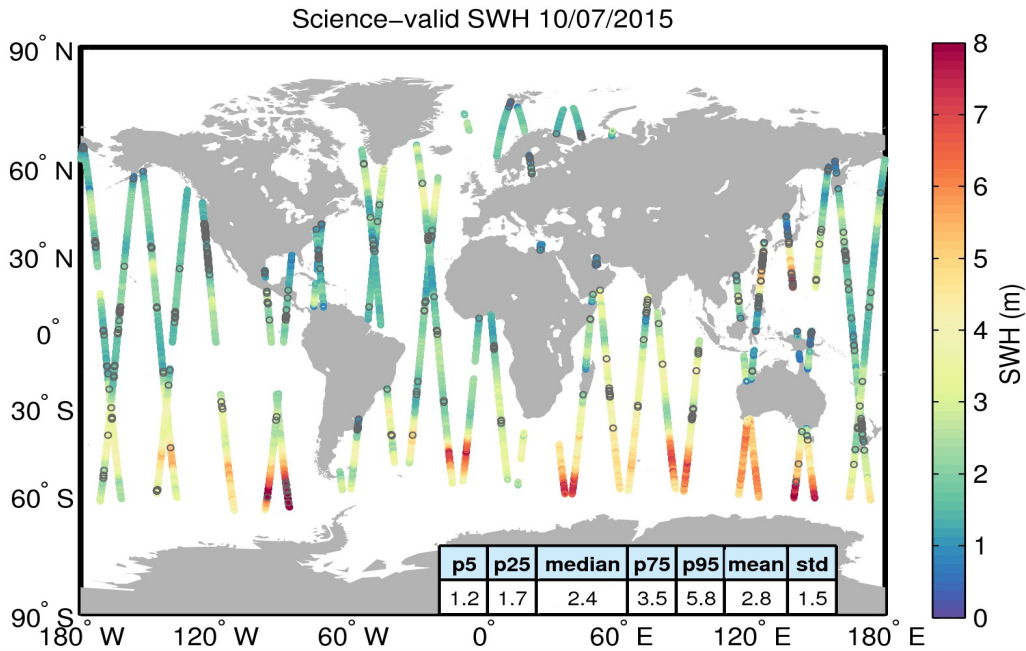 Science−valid SWH 10/07/2015
90° N
60° N
30° N
0°
30° S
60° S
90° S
180° W
120° W
60° W
0°
60° E
120° E
180° E
p5 p25 median p75 p95 mean std
1.2 1.7 2.4 3.5 5.8 2.8 1.5
8
7
6
5
4
3
2
1
0
SWH (m)